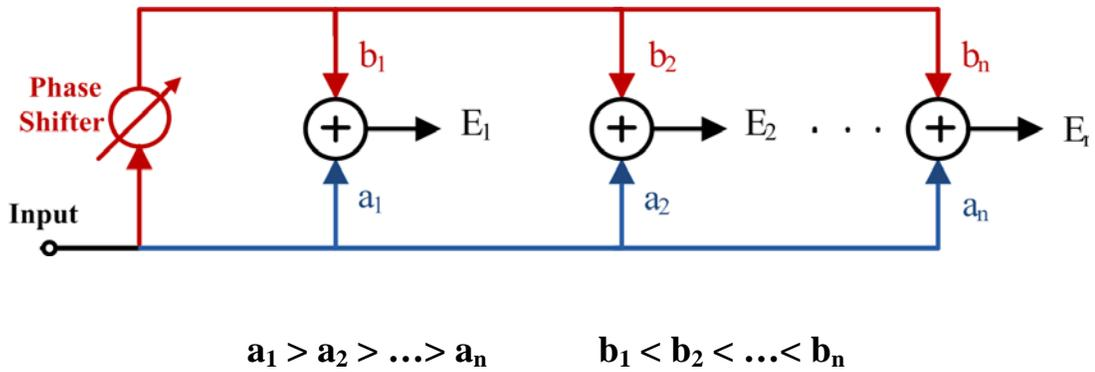 Phase
Shifter
b1 b2 bn
+ E1 + E2 . . . + E
Input
a1 a2 an
a1 > a2 > …> an b1 < b2 < …< bn